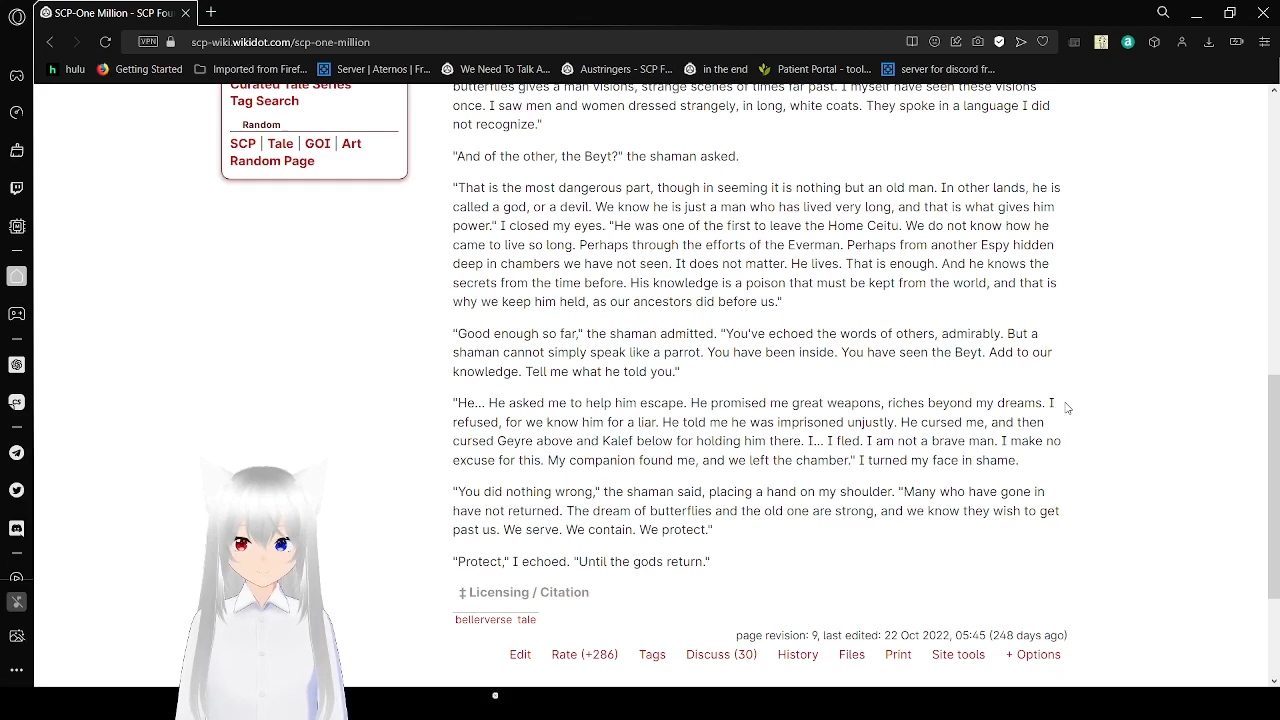 SCP-One Million - SCP Fou
VPN
scp-wiki.wikidot.com/scp-one-million
hulu
Getting Started
Imported from Firef...
Server | Aternos | Fr...
We Need To Talk A...
Austringers - SCP F...
in the end
Patient Portal - tool...
server for discord fr...
Curated Tale Series
Tag Search
Random
SCP | Tale | GOI | Art
Random Page
butterflies gives a man visions, strange scenes of times far past. I myself have seen these visions
once. I saw men and women dressed strangely, in long, white coats. They spoke in a language I did
not recognize."
"And of the other, the Beyt?" the shaman asked.
"That is the most dangerous part, though in seeming it is nothing but an old man. In other lands, he is
called a god, or a devil. We know he is just a man who has lived very long, and that is what gives him
power." I closed my eyes. "He was one of the first to leave the Home Ceitu. We do not know how he
came to live so long. Perhaps through the efforts of the Everman. Perhaps from another Espy hidden
deep in chambers we have not seen. It does not matter. He lives. That is enough. And he knows the
secrets from the time before. His knowledge is a poison that must be kept from the world, and that is
why we keep him held, as our ancestors did before us."
"Good enough so far," the shaman admitted. "You've echoed the words of others, admirably. But a
shaman cannot simply speak like a parrot. You have been inside. You have seen the Beyt. Add to our
knowledge. Tell me what he told you."
"He... He asked me to help him escape. He promised me great weapons, riches beyond my dreams. I
refused, for we know him for a liar. He told me he was imprisoned unjustly. He cursed me, and then
cursed Geyre above and Kalef below for holding him there. I... I fled. I am not a brave man. I make no
excuse for this. My companion found me, and we left the chamber." I turned my face in shame.
"You did nothing wrong," the shaman said, placing a hand on my shoulder. "Many who have gone in
have not returned. The dream of butterflies and the old one are strong, and we know they wish to get
past us. We serve. We contain. We protect."
"Protect," I echoed. "Until the gods return."
‡ Licensing / Citation
bellerverse tale
page revision: 9, last edited: 22 Oct 2022, 05:45 (248 days ago)
Edit Rate (+286) Tags Discuss (30) History Files Print Site tools + Options